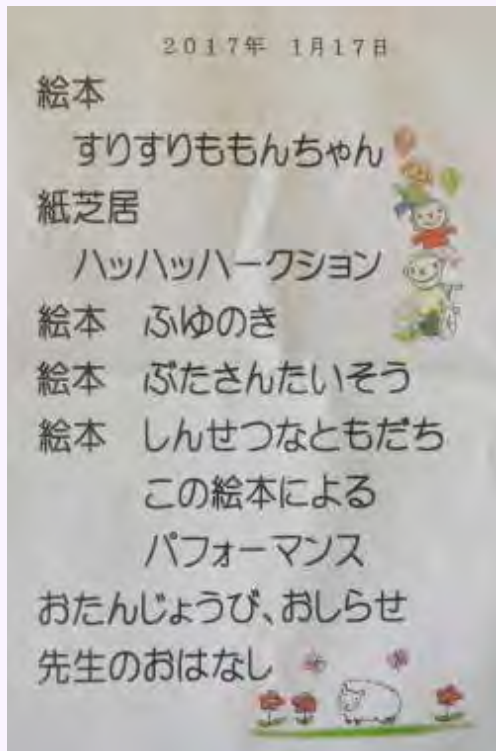 2017年 1月17日
絵本
すりすりももんちゃん
紙芝居
ハッハッハークション
絵本 ふゆのき
絵本 ぶたさんたいそう
絵本 しんせつなともだち
この絵本による
パフォーマンス
おたんじょうび、おしらせ
先生のおはなし